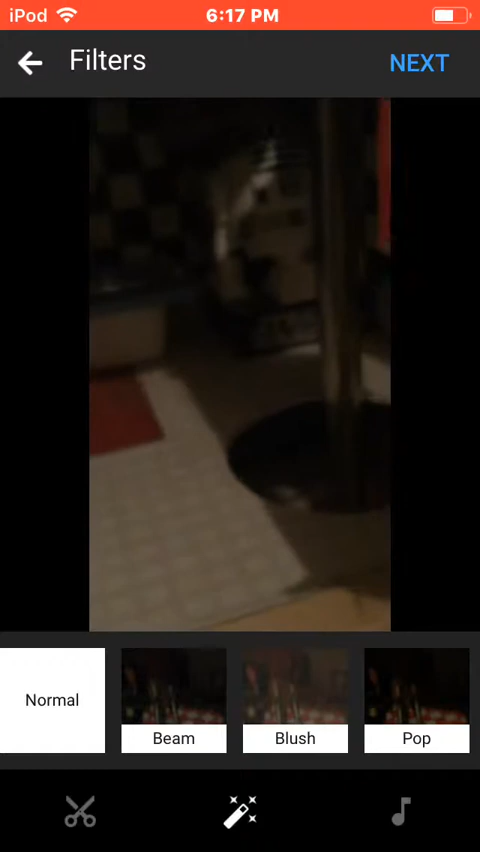 iPod 6:17 PM
Filters NEXT
Normal
Beam
Blush
Pop